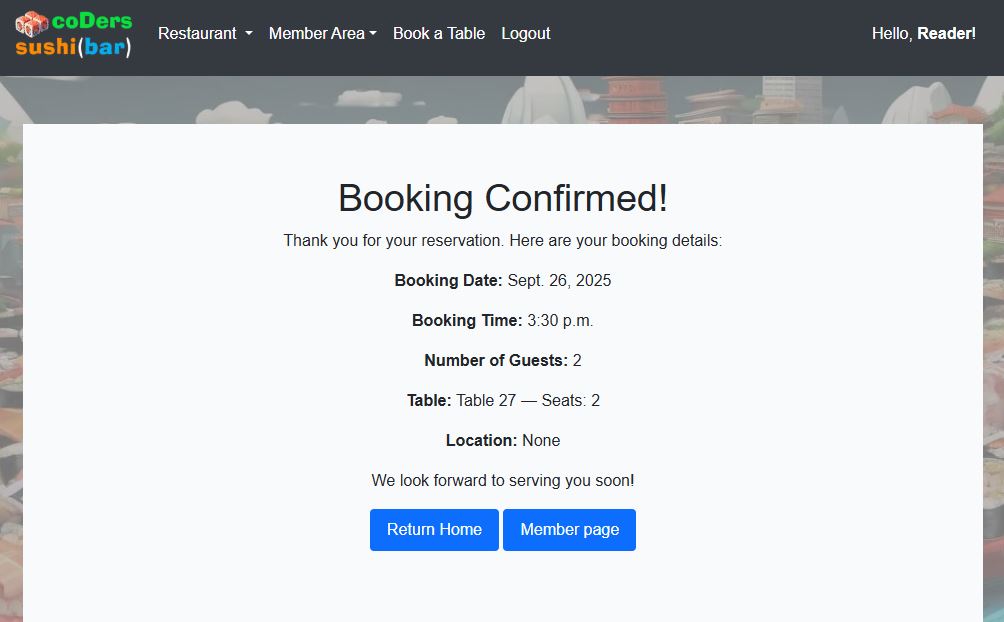 coDers
sushi(bar)
Restaurant
Member Area
Book a Table
Logout
Hello, Reader!
Booking Confirmed!
Thank you for your reservation. Here are your booking details:
Booking Date: Sept. 26, 2025
Booking Time: 3:30 p.m.
Number of Guests: 2
Table: Table 27 — Seats: 2
Location: None
We look forward to serving you soon!
Return Home
Member page